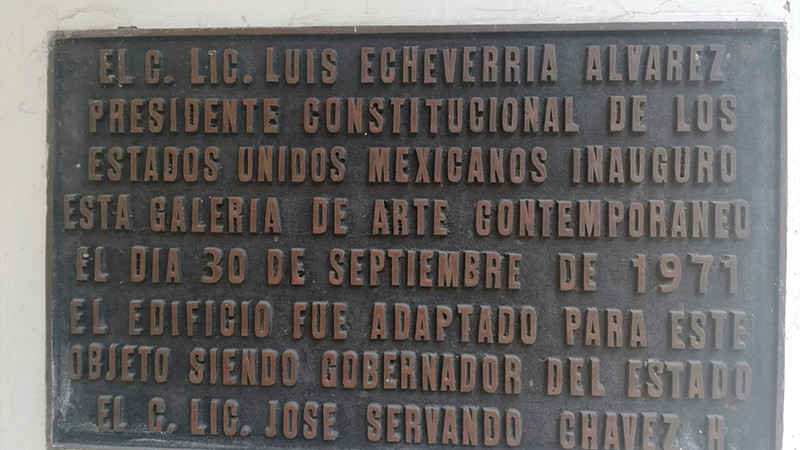 EL C. LIC. LUIS ECHEVERRIA ALVAREZ
PRESIDENTE CONSTITUCIONAL DE LOS
ESTADOS UNIDOS MEXICANOS INAUGURO
ESTA GALERIA DE ARTE CONTEMPORANEO
EL DIA 30 DE SEPTIEMBRE DE 1971
EL EDIFICIO FUE ADAPTADO PARA ESTE
OBJETO SIENDO GOBERNADOR DEL ESTADO
EL C. LIC. JOSE SERVANDO CHAVEZ H.